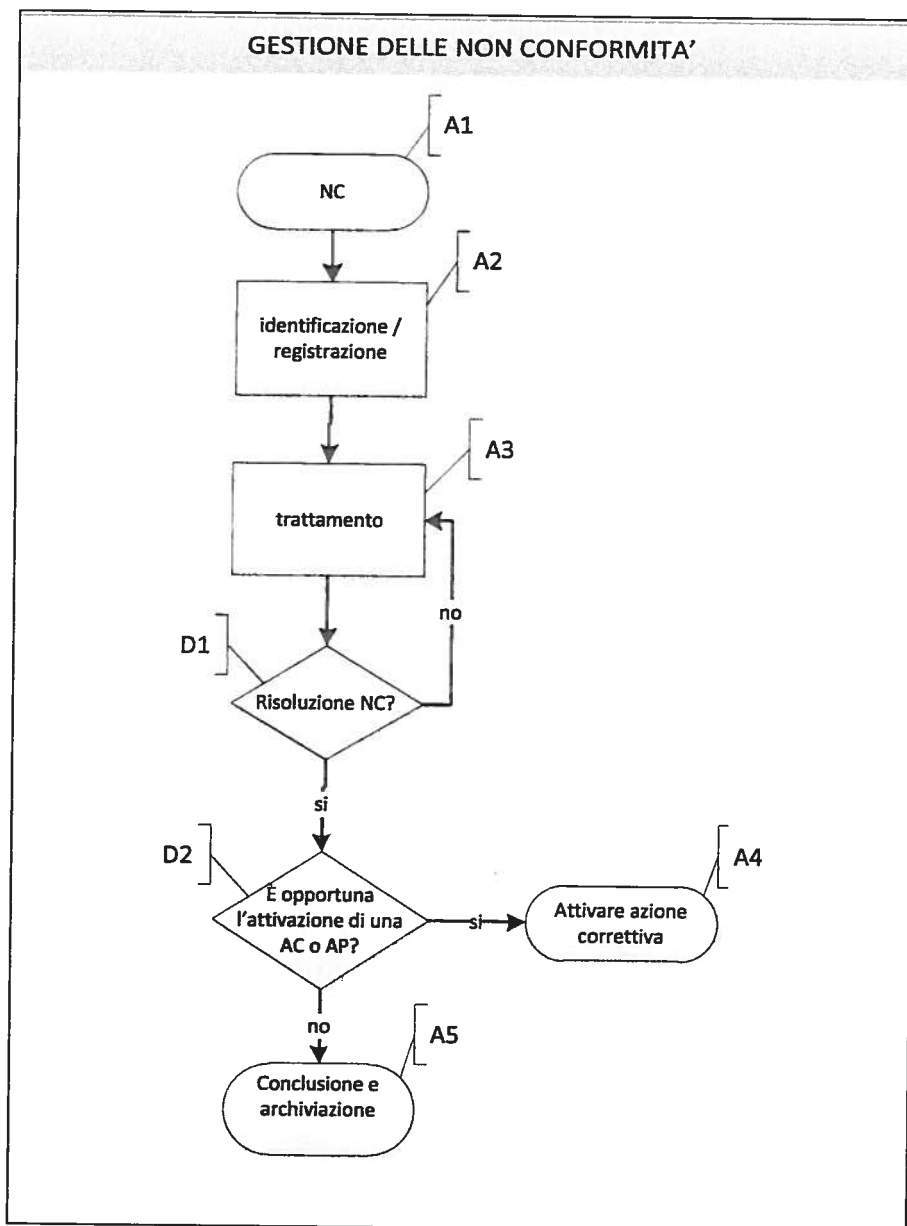 GESTIONE DELLE NON CONFORMITA’
A1
NC
A2
identificazione /
registrazione
A3
trattamento
no
D1
Risoluzione NC?
si
D2
È opportuna
l’attivazione di una
AC o AP?
si
A4
Attivare azione
correttiva
no
A5
Conclusione e
archiviazione